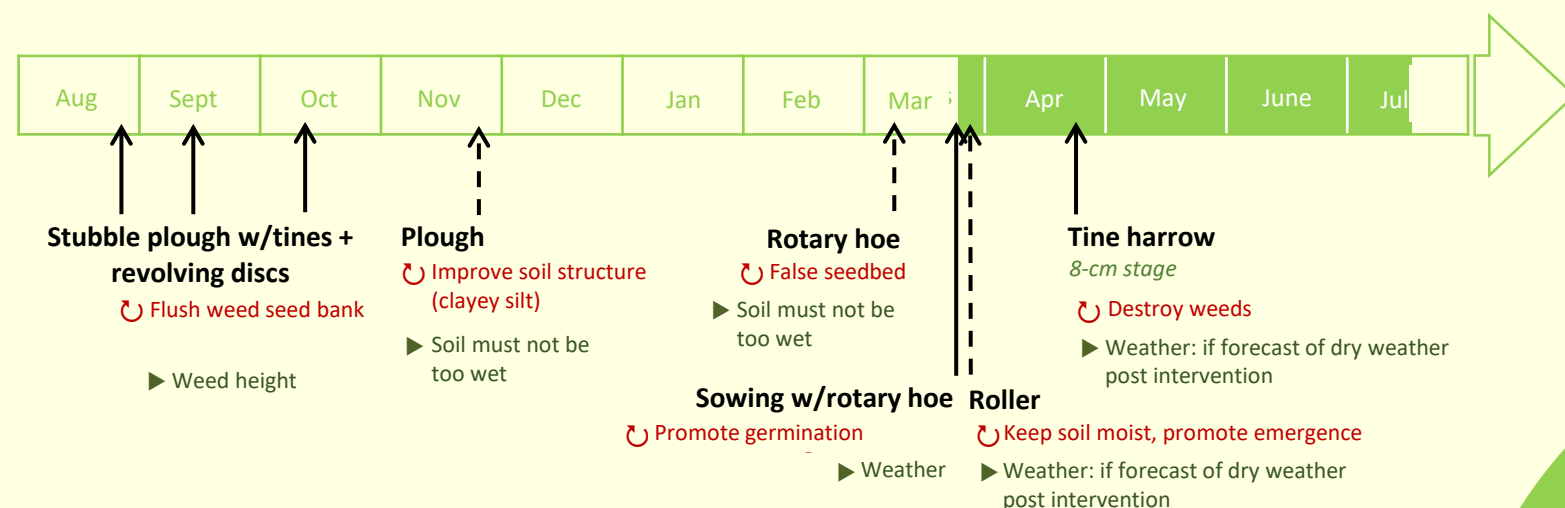 Aug Sept Oct Nov Dec Jan Feb Mar Apr May June Jul
Stubble plough w/tines +
revolving discs
Flush weed seed bank
Weed height
Plough
Improve soil structure
(clayey silt)
Soil must not be
too wet
Rotary hoe
False seedbed
Soil must not be
too wet
Sowing w/rotary hoe
Promote germination
Weather
Roller
Keep soil moist, promote emergence
Weather: if forecast of dry weather
post intervention
Tine harrow
8-cm stage
Destroy weeds
Weather: if forecast of dry weather
post intervention